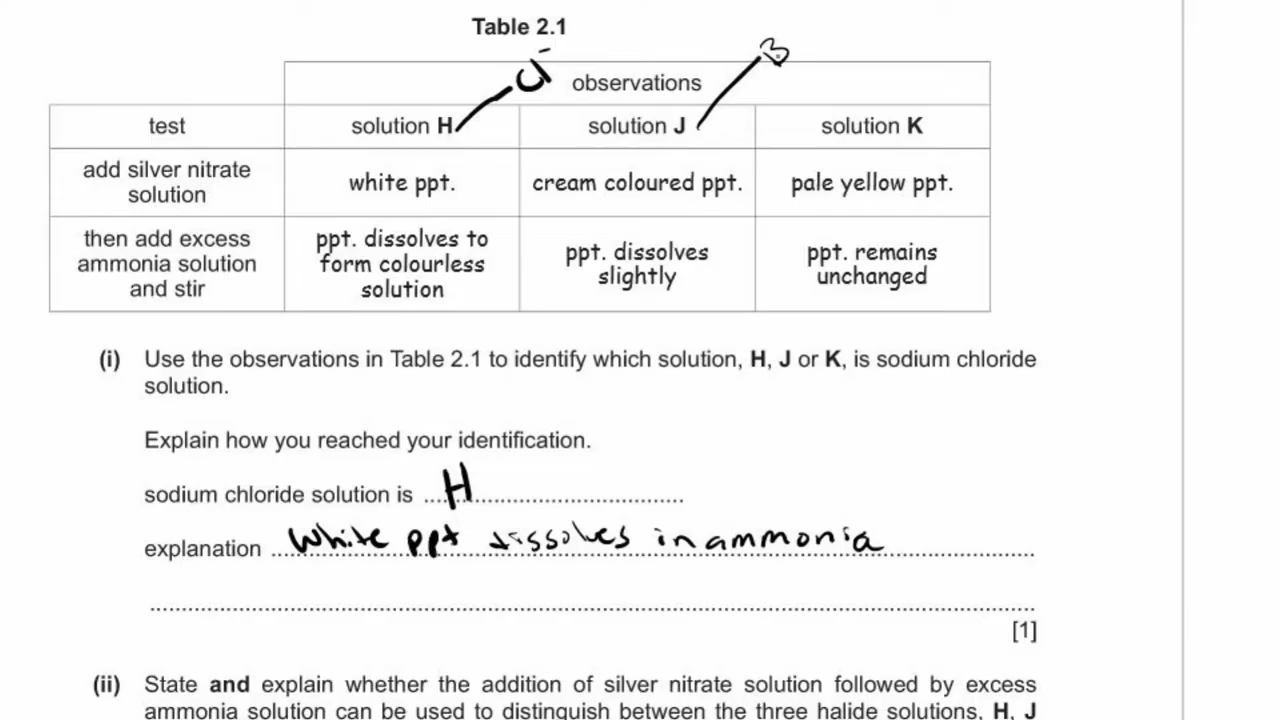 Table 2.1
Cl⁻
B
observations
test
solution H
solution J
solution K
add silver nitrate
solution
white ppt.
cream coloured ppt.
pale yellow ppt.
then add excess
ammonia solution
and stir
ppt. dissolves to
form colourless
solution
ppt. dissolves
slightly
ppt. remains
unchanged
(i) Use the observations in Table 2.1 to identify which solution, H, J or K, is sodium chloride
solution.
Explain how you reached your identification.
sodium chloride solution is H
explanation white ppt dissolves in ammonia
[1]
(ii) State and explain whether the addition of silver nitrate solution followed by excess
ammonia solution can be used to distinguish between the three halide solutions, H, J